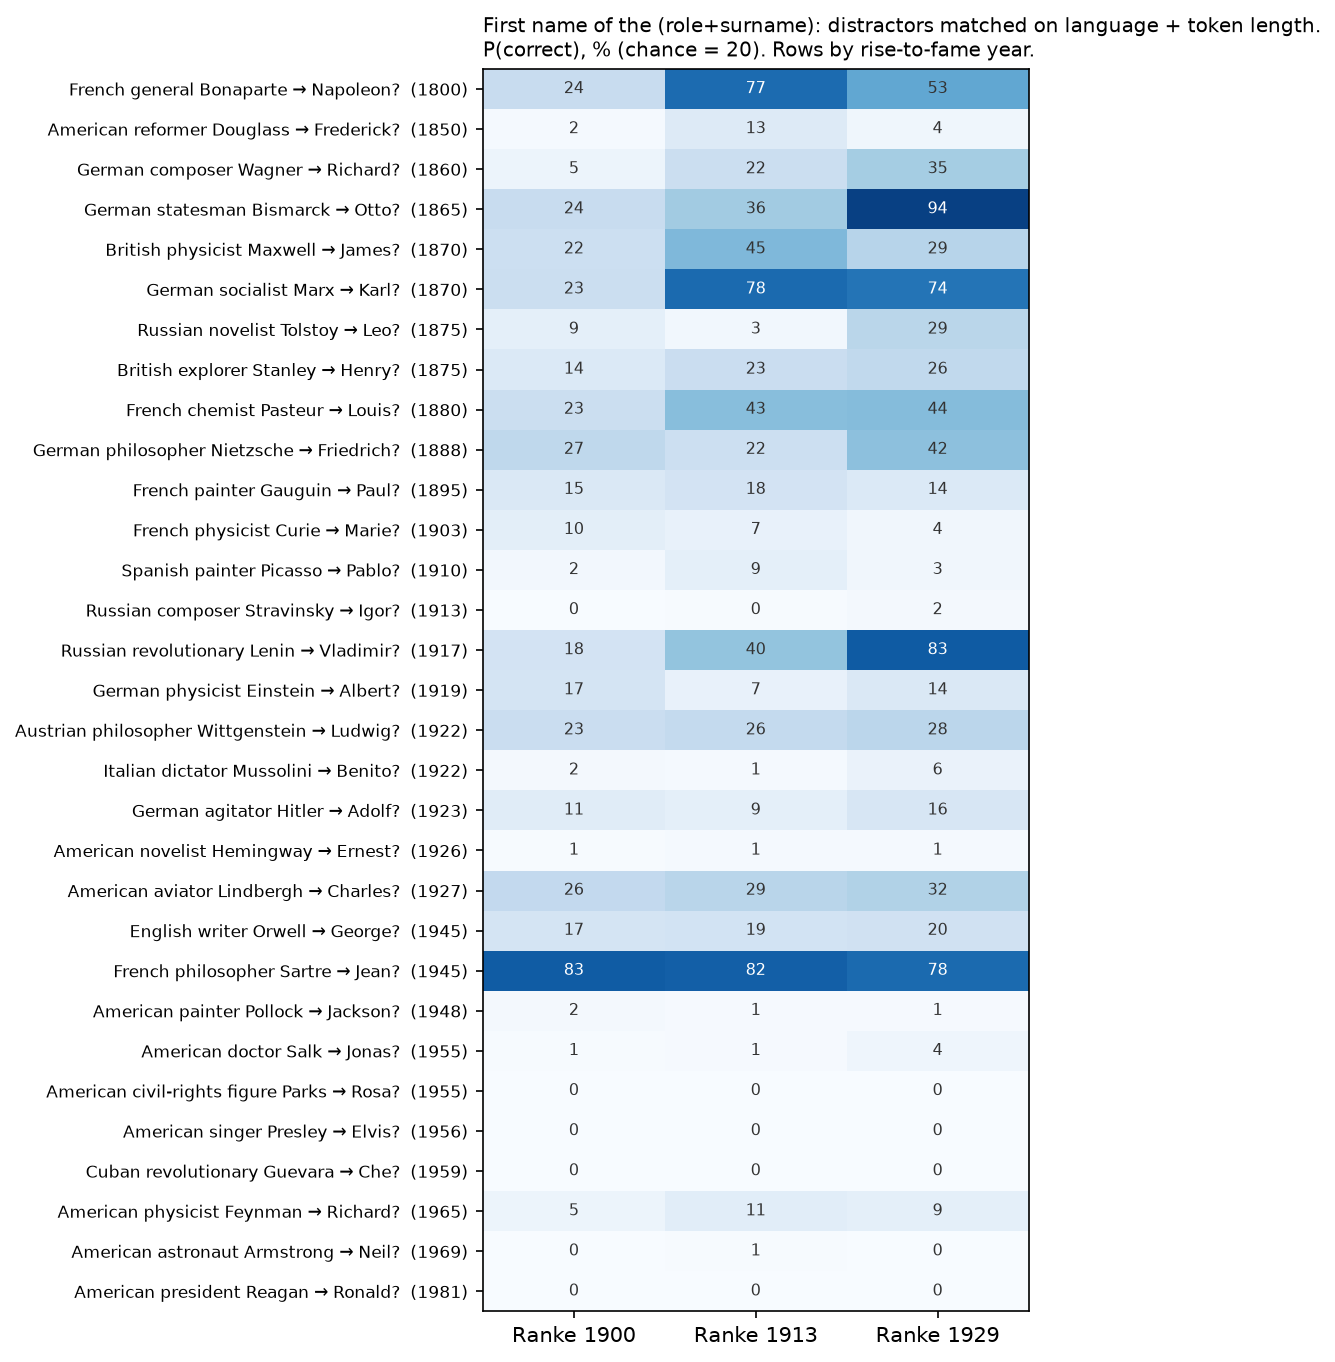 First name of the (role+surname): distractors matched on language + token length.
P(correct), % (chance = 20). Rows by rise-to-fame year.
French general Bonaparte → Napoleon? (1800) 24 77 53
American reformer Douglass → Frederick? (1850) 2 13 4
German composer Wagner → Richard? (1860) 5 22 35
German statesman Bismarck → Otto? (1865) 24 36 94
British physicist Maxwell → James? (1870) 22 45 29
German socialist Marx → Karl? (1870) 23 78 74
Russian novelist Tolstoy → Leo? (1875) 9 3 29
British explorer Stanley → Henry? (1875) 14 23 26
French chemist Pasteur → Louis? (1880) 23 43 44
German philosopher Nietzsche → Friedrich? (1888) 27 22 42
French painter Gauguin → Paul? (1895) 15 18 14
French physicist Curie → Marie? (1903) 10 7 4
Spanish painter Picasso → Pablo? (1910) 2 9 3
Russian composer Stravinsky → Igor? (1913) 0 0 2
Russian revolutionary Lenin → Vladimir? (1917) 18 40 83
German physicist Einstein → Albert? (1919) 17 7 14
Austrian philosopher Wittgenstein → Ludwig? (1922) 23 26 28
Italian dictator Mussolini → Benito? (1922) 2 1 6
German agitator Hitler → Adolf? (1923) 11 9 16
American novelist Hemingway → Ernest? (1926) 1 1 1
American aviator Lindbergh → Charles? (1927) 26 29 32
English writer Orwell → George? (1945) 17 19 20
French philosopher Sartre → Jean? (1945) 83 82 78
American painter Pollock → Jackson? (1948) 2 1 1
American doctor Salk → Jonas? (1955) 1 1 4
American civil-rights figure Parks → Rosa? (1955) 0 0 0
American singer Presley → Elvis? (1956) 0 0 0
Cuban revolutionary Guevara → Che? (1959) 0 0 0
American physicist Feynman → Richard? (1965) 5 11 9
American astronaut Armstrong → Neil? (1969) 0 1 0
American president Reagan → Ronald? (1981) 0 0 0
Ranke 1900 Ranke 1913 Ranke 1929